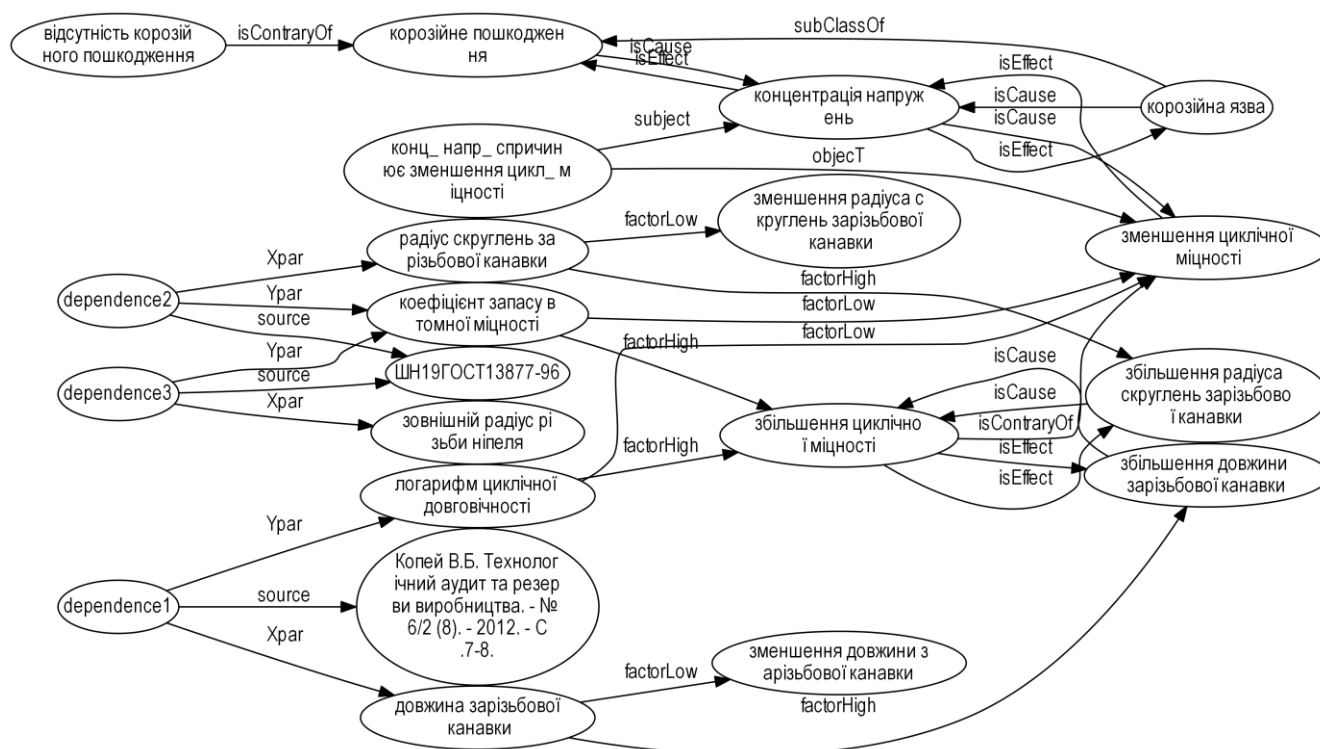 відсутність корозій
ного пошкодження
isContraryOf
корозійне пошкоджен
ня
subClassOf
isCause
isEffect
isEffect
концентрація напруж
ень
isCause
корозійна язва
subject
isCause
конц_ напр_ спричин
ює зменшення цикл_ м
іцності
objecT
isEffect
зменшення радіуса с
круглень зарізьбової
канавки
factorLow
радіус скруглень за
різьбової канавки
зменшення циклічної
міцності
Xpar
factorHigh
dependence2
Ypar
коефіцієнт запасу в
томної міцності
factorLow
source
factorLow
Ypar
factorHigh
isCause
ШН19ГОСТ13877-96
збільшення радіуса
скруглень зарізьбово
ї канавки
dependence3
source
isCause
Xpar
зовнішній радіус рі
зьби ніпеля
збільшення циклічно
ї міцності
isContraryOf
factorHigh
isEffect
isEffect
збільшення довжини
зарізьбової канавки
логарифм циклічної
довговічності
Ypar
Копей В.Б. Технолог
ічний аудит та резер
ви виробництва. - №
6/2 (8). - 2012. - С
.7-8.
source
dependence1
Xpar
зменшення довжини з
арізьбової канавки
factorLow
довжина зарізьбової
канавки
factorHigh